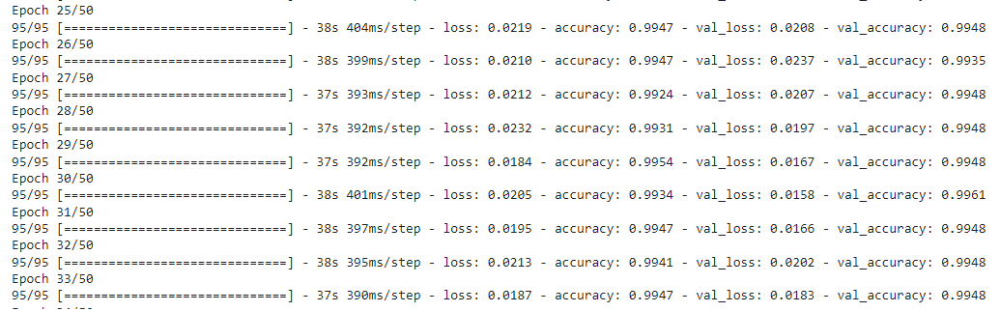 Epoch 25/50
95/95 [==============================] - 38s 404ms/step - loss: 0.0219 - accuracy: 0.9947 - val_loss: 0.0208 - val_accuracy: 0.9948
Epoch 26/50
95/95 [==============================] - 38s 399ms/step - loss: 0.0210 - accuracy: 0.9947 - val_loss: 0.0237 - val_accuracy: 0.9935
Epoch 27/50
95/95 [==============================] - 37s 393ms/step - loss: 0.0212 - accuracy: 0.9924 - val_loss: 0.0207 - val_accuracy: 0.9948
Epoch 28/50
95/95 [==============================] - 37s 392ms/step - loss: 0.0232 - accuracy: 0.9931 - val_loss: 0.0197 - val_accuracy: 0.9948
Epoch 29/50
95/95 [==============================] - 37s 392ms/step - loss: 0.0184 - accuracy: 0.9954 - val_loss: 0.0167 - val_accuracy: 0.9948
Epoch 30/50
95/95 [==============================] - 38s 401ms/step - loss: 0.0205 - accuracy: 0.9934 - val_loss: 0.0158 - val_accuracy: 0.9961
Epoch 31/50
95/95 [==============================] - 38s 397ms/step - loss: 0.0195 - accuracy: 0.9947 - val_loss: 0.0166 - val_accuracy: 0.9948
Epoch 32/50
95/95 [==============================] - 38s 395ms/step - loss: 0.0213 - accuracy: 0.9941 - val_loss: 0.0202 - val_accuracy: 0.9948
Epoch 33/50
95/95 [==============================] - 37s 390ms/step - loss: 0.0187 - accuracy: 0.9947 - val_loss: 0.0183 - val_accuracy: 0.9948